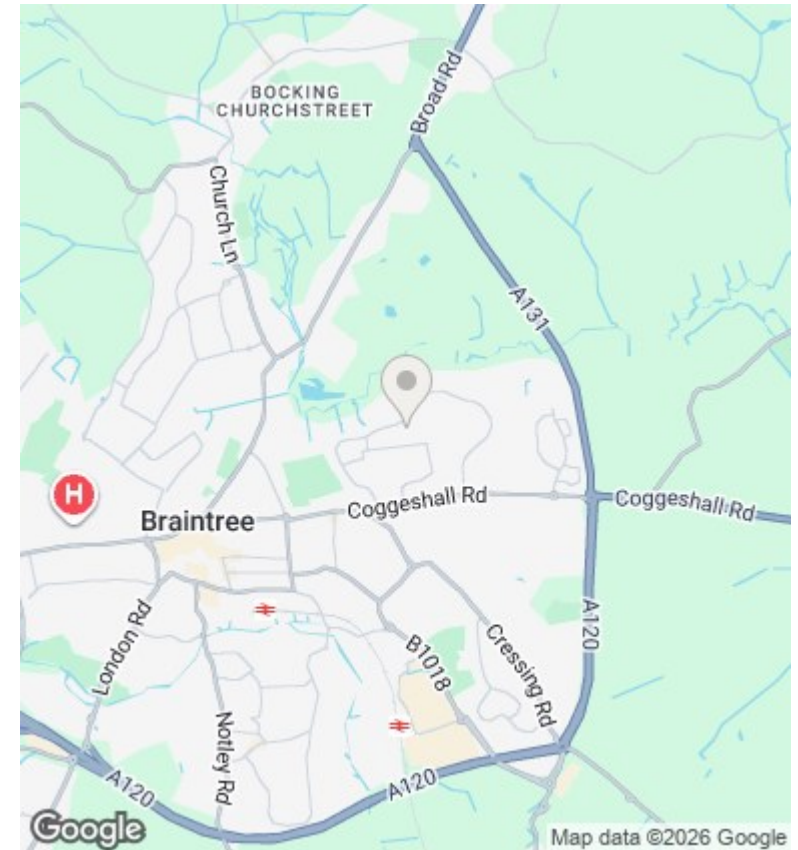 BOCKING
CHURCHSTREET
Broad Rd
Church Ln
A131
H
Braintree
Coggeshall Rd
Coggeshall Rd
London Rd
B1018
A120
Cressing Rd
Notley Rd
A120
A120
Google
Map data ©2026 Google